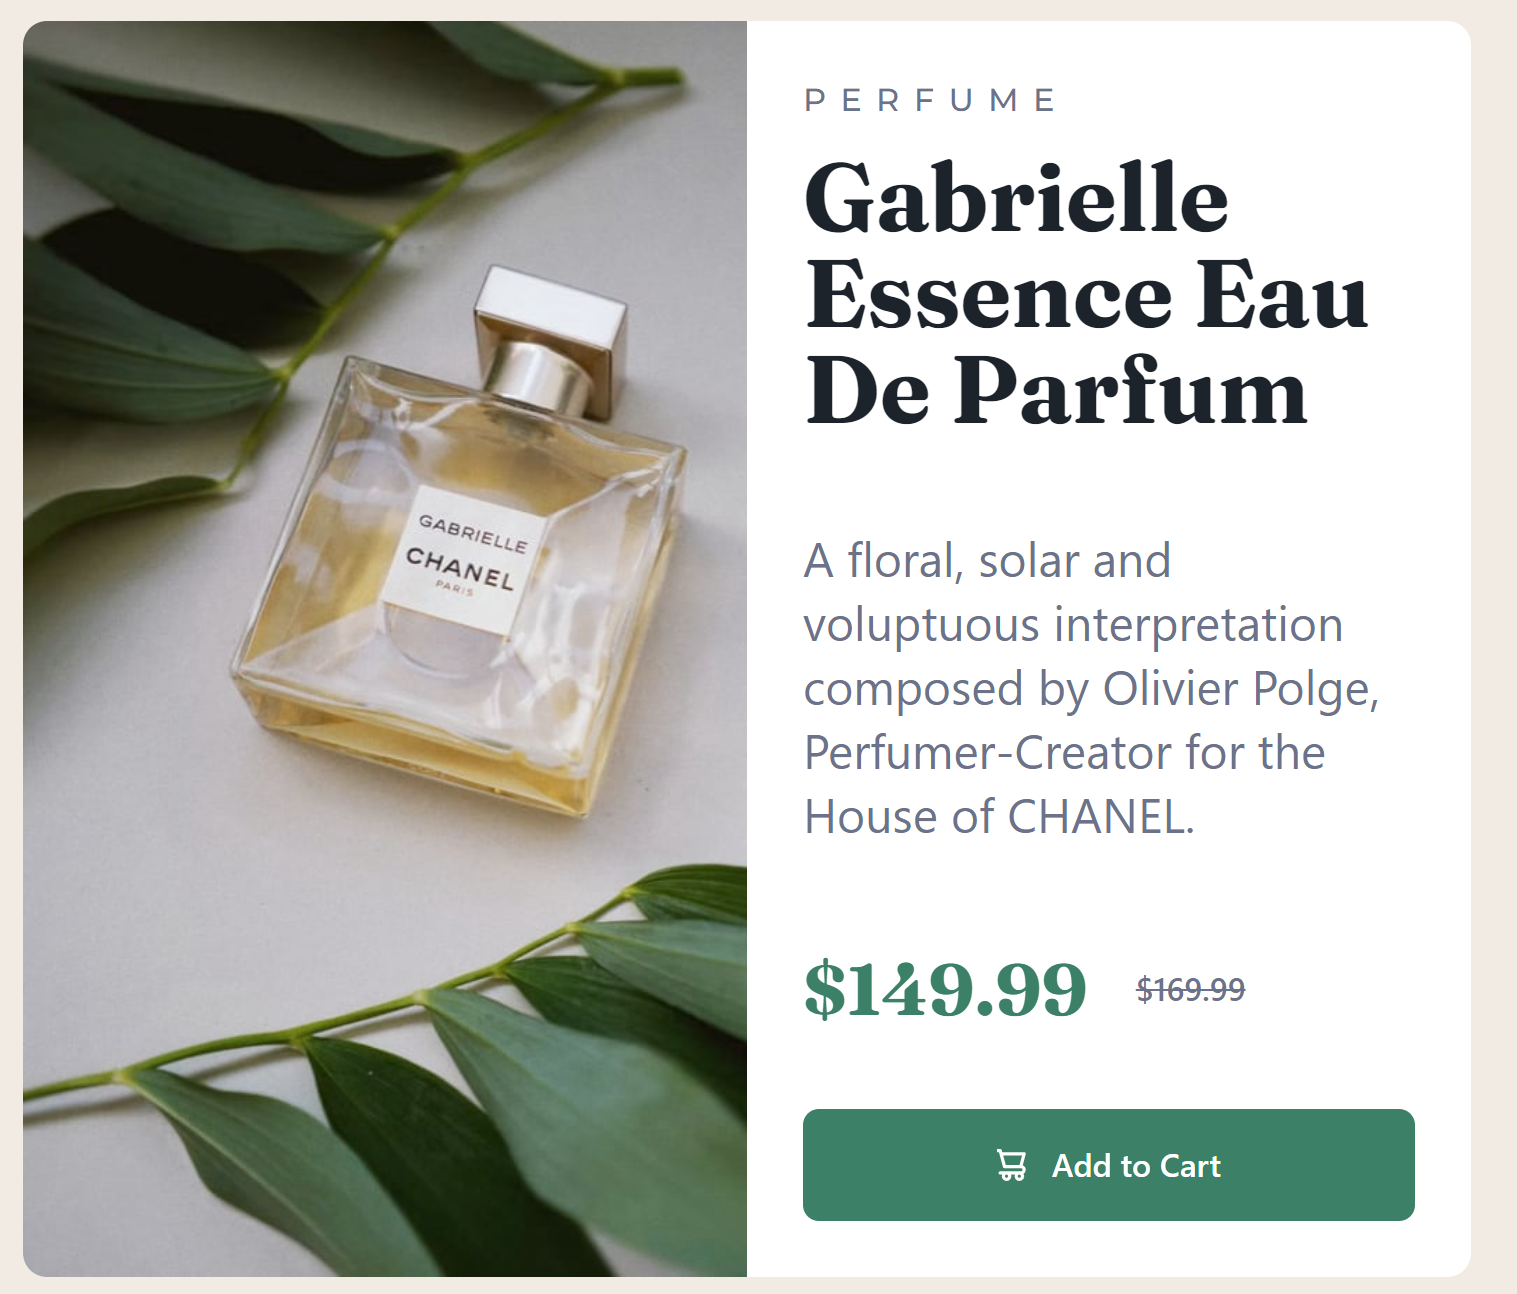 GABRIELLE
CHANEL
PARIS
PERFUME
Gabrielle
Essence Eau
De Parfum
A floral, solar and
voluptuous interpretation
composed by Olivier Polge,
Perfumer-Creator for the
House of CHANEL.
$149.99 $169.99
Add to Cart